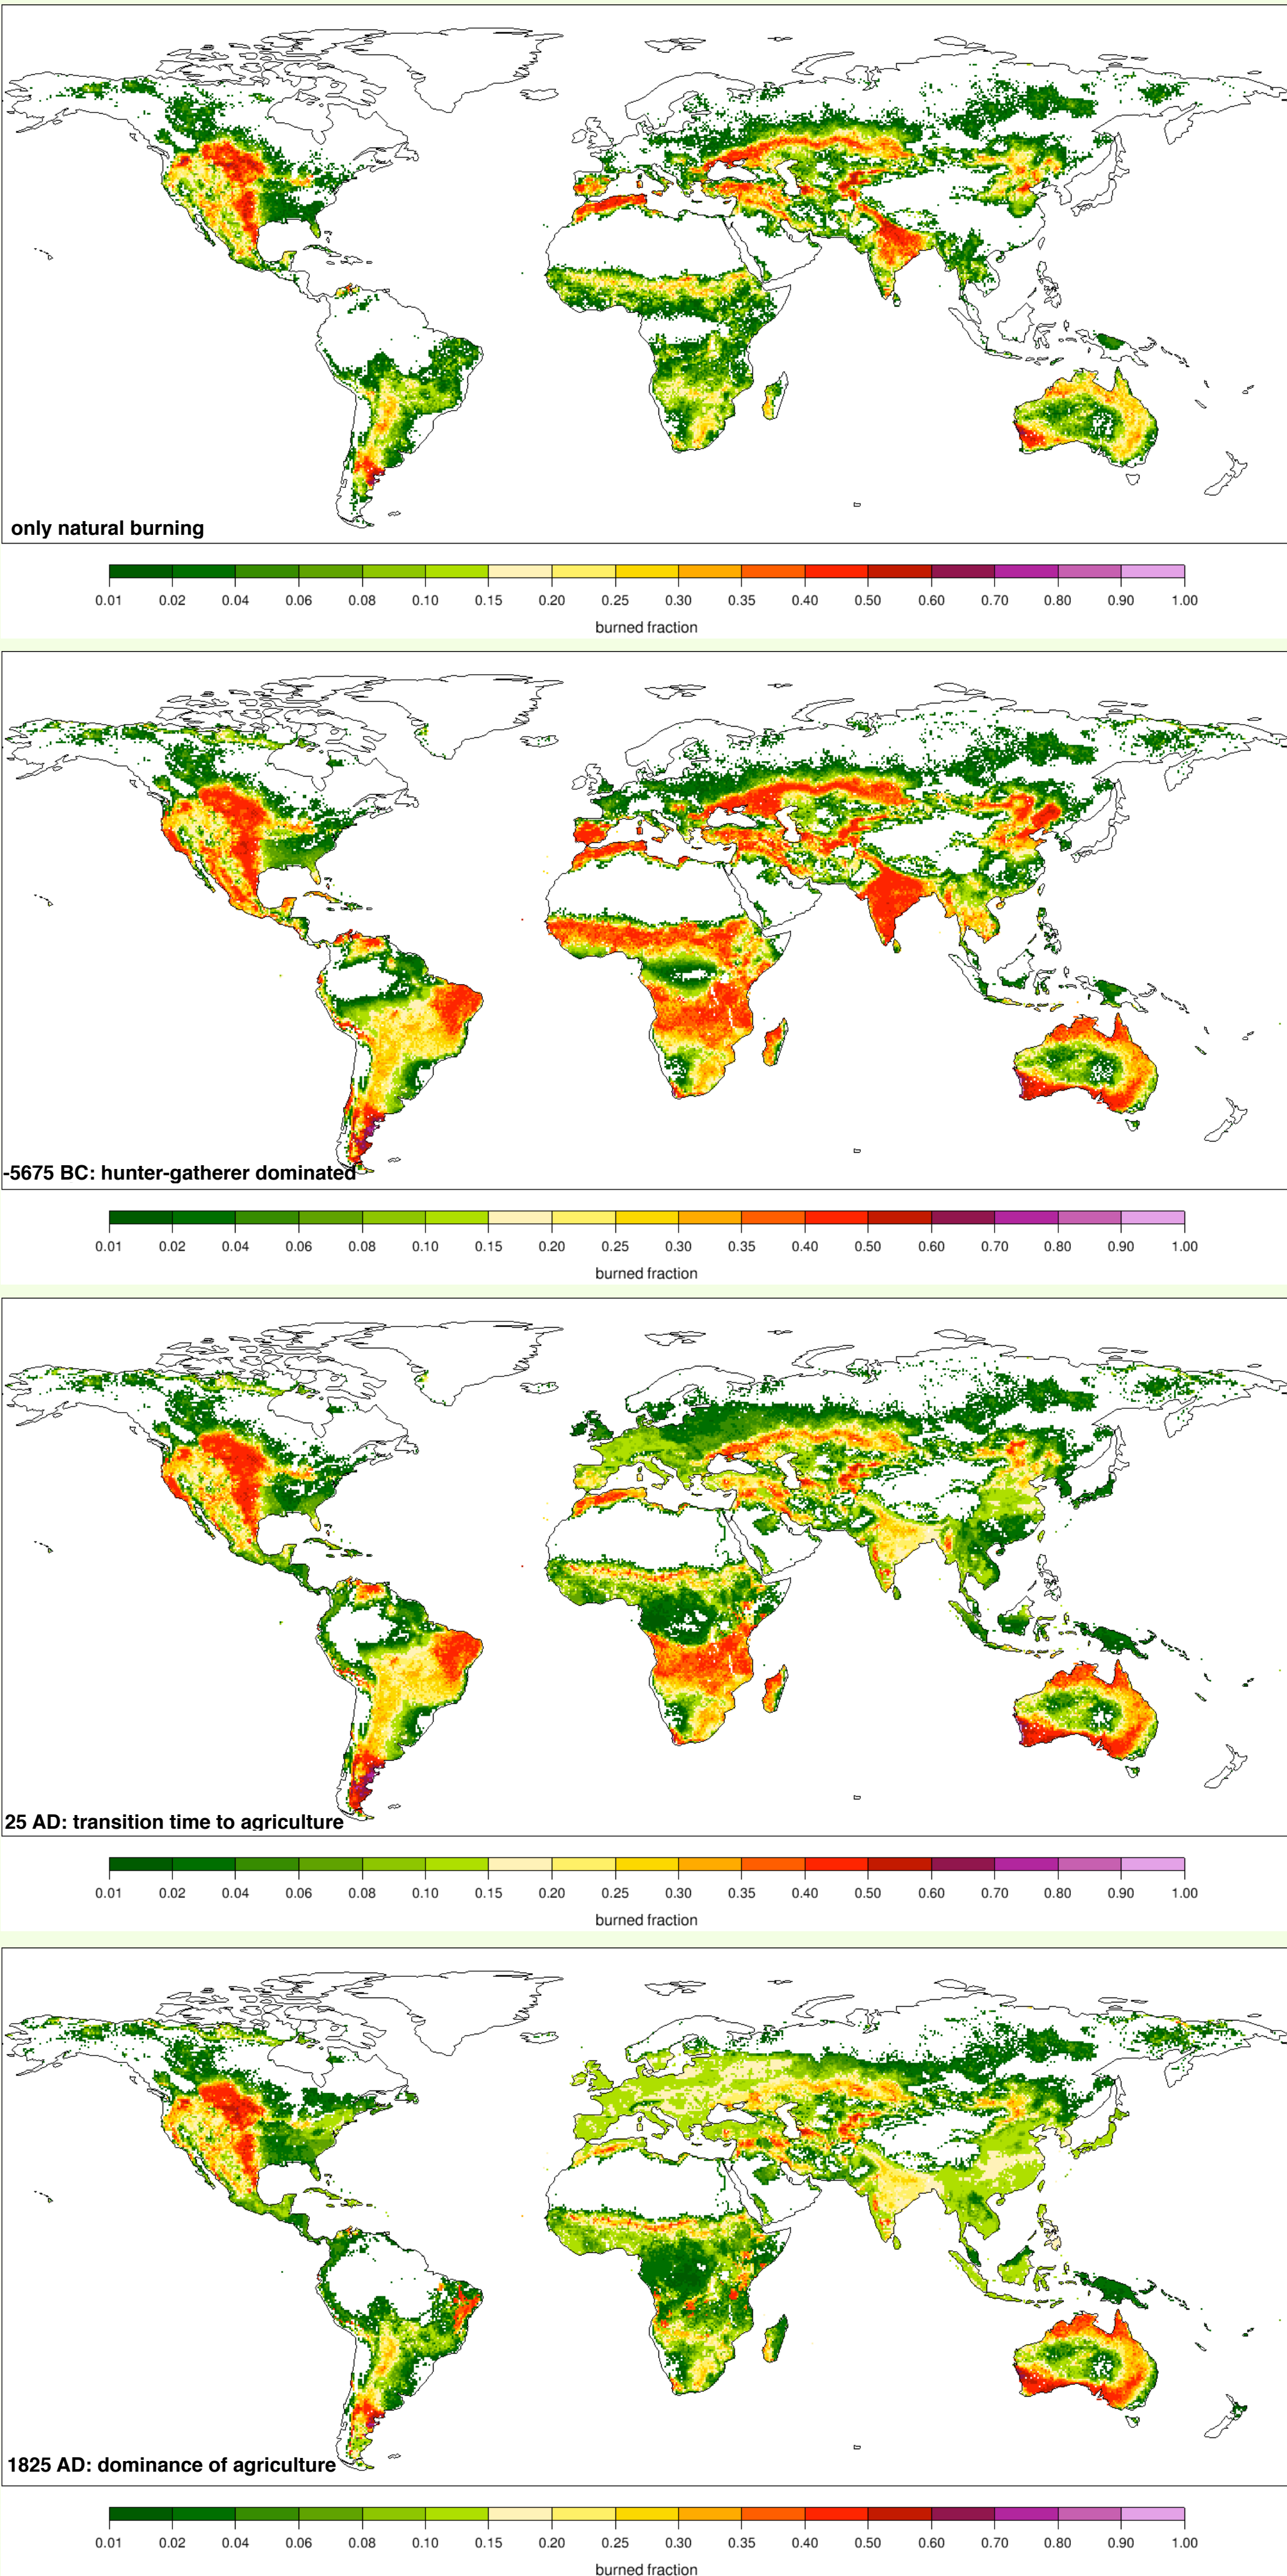 only natural burning
0.01 0.02 0.04 0.06 0.08 0.10 0.15 0.20 0.25 0.30 0.35 0.40 0.50 0.60 0.70 0.80 0.90 1.00
burned fraction
-5675 BC: hunter-gatherer dominated
0.01 0.02 0.04 0.06 0.08 0.10 0.15 0.20 0.25 0.30 0.35 0.40 0.50 0.60 0.70 0.80 0.90 1.00
burned fraction
25 AD: transition time to agriculture
0.01 0.02 0.04 0.06 0.08 0.10 0.15 0.20 0.25 0.30 0.35 0.40 0.50 0.60 0.70 0.80 0.90 1.00
burned fraction
1825 AD: dominance of agriculture
0.01 0.02 0.04 0.06 0.08 0.10 0.15 0.20 0.25 0.30 0.35 0.40 0.50 0.60 0.70 0.80 0.90 1.00
burned fraction